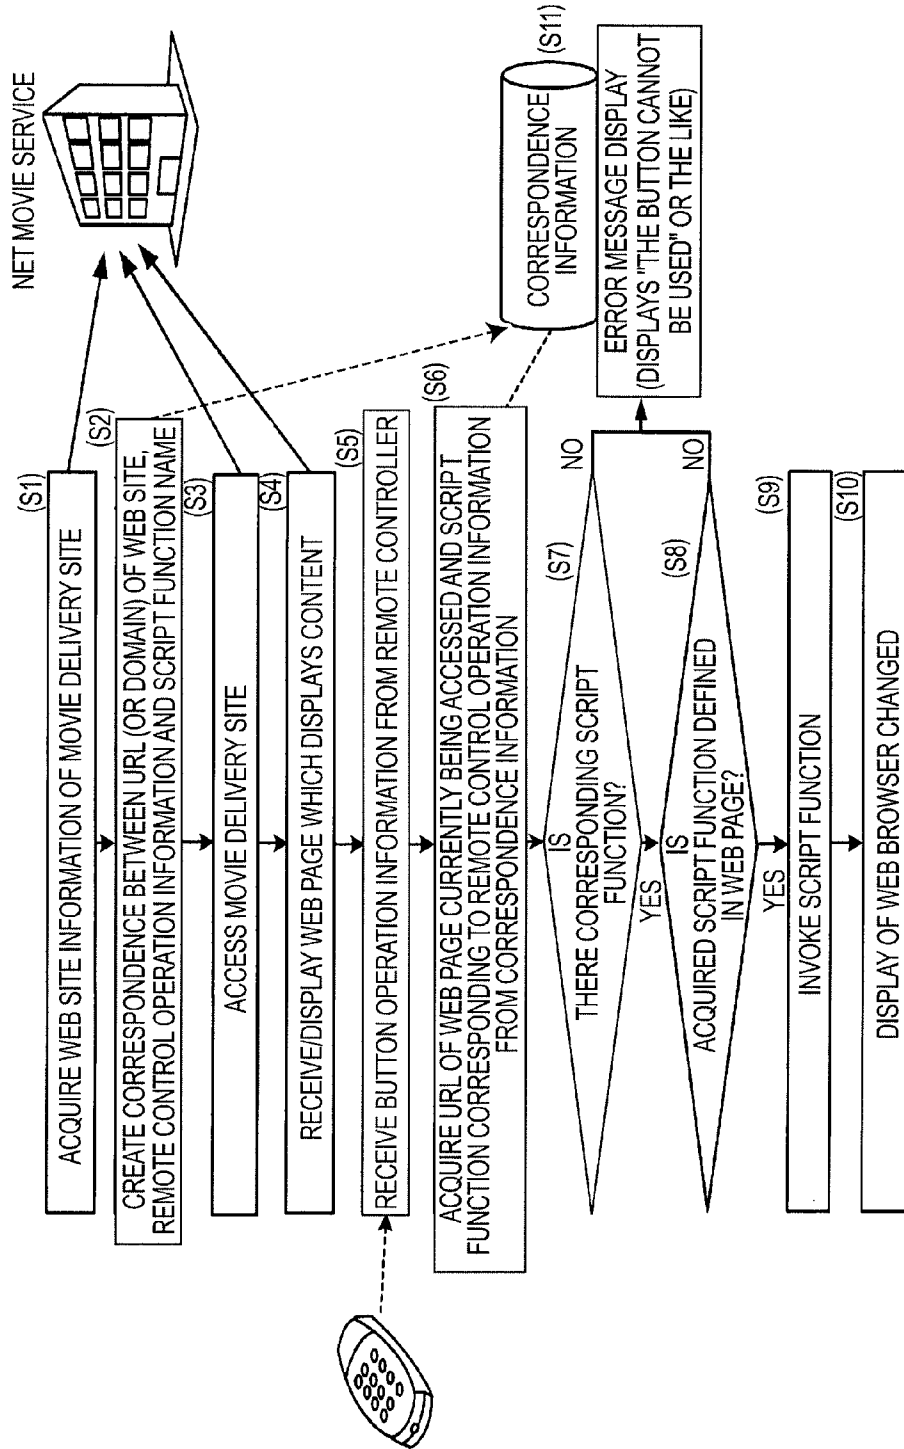 NET MOVIE SERVICE
(S1)
ACQUIRE WEB SITE INFORMATION OF MOVIE DELIVERY SITE
(S2)
CREATE CORRESPONDENCE BETWEEN URL (OR DOMAIN) OF WEB SITE,
REMOTE CONTROL OPERATION INFORMATION AND SCRIPT FUNCTION NAME
(S3)
ACCESS MOVIE DELIVERY SITE
(S4)
RECEIVE/DISPLAY WEB PAGE WHICH DISPLAYS CONTENT
(S5)
RECEIVE BUTTON OPERATION INFORMATION FROM REMOTE CONTROLLER
(S6)
ACQUIRE URL OF WEB PAGE CURRENTLY BEING ACCESSED AND SCRIPT
FUNCTION CORRESPONDING TO REMOTE CONTROL OPERATION INFORMATION
FROM CORRESPONDENCE INFORMATION
CORRESPONDENCE
INFORMATION
(S11)
ERROR MESSAGE DISPLAY
(DISPLAYS "THE BUTTON CANNOT
BE USED" OR THE LIKE)
(S7)
IS
THERE CORRESPONDING SCRIPT
FUNCTION?
NO
YES
(S8)
IS
ACQUIRED SCRIPT FUNCTION DEFINED
IN WEB PAGE?
NO
YES
(S9)
INVOKE SCRIPT FUNCTION
(S10)
DISPLAY OF WEB BROWSER CHANGED